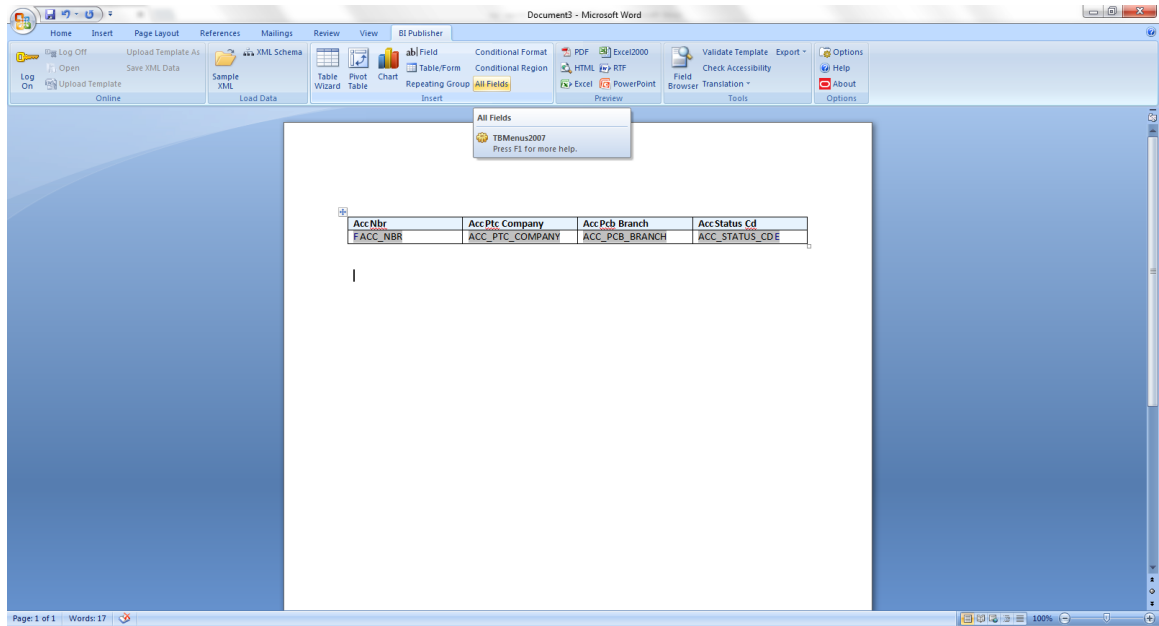 Document3 - Microsoft Word
Home Insert Page Layout References Mailings Review View BI Publisher
Log Off Upload Template As XML Schema ab Field Conditional Format PDF Excel2000 Validate Template Export Options
Open Save XML Data Table/Form Conditional Region HTML RTF Check Accessibility Help
Log On Upload Template Sample XML Table Wizard Pivot Table Chart Repeating Group All Fields Excel PowerPoint Field Browser Translation About
Online Load Data Insert Preview Tools Options
All Fields
TBMenus2007
Press F1 for more help.
Acc Nbr Acc Ptc Company Acc Pcb Branch Acc Status Cd
FACC_NBR ACC_PTC_COMPANY ACC_PCB_BRANCH ACC_STATUS_CDE
Page: 1 of 1 Words: 17 100%